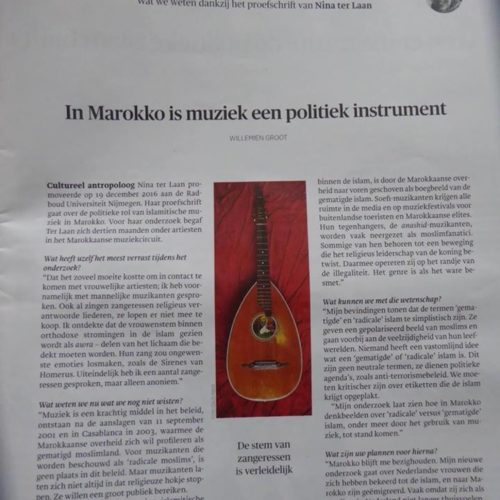 wat we weten dankzij het proefschrift van Nina ter Laan
In Marokko is muziek een politiek instrument
WILLEMIEN GROOT
Cultureel antropoloog Nina ter Laan pro-
moveerde op 19 december 2016 aan de Rad-
boud Universiteit Nijmegen. Haar proefschrift
gaat over de politieke rol van islamitische mu-
ziek in Marokko. Voor haar onderzoek begaf
Ter Laan zich dertien maanden onder artiesten
in het Marokkaanse muziekcircuit.
Wat heeft uzelf het meest verrast tijdens het
onderzoek?
“Dat het zoveel moeite kostte om in contact te
komen met vrouwelijke artiesten; ik heb voor-
namelijk met mannelijke muzikanten gespro-
ken. Ook al zingen zangeressen religieus ver-
antwoorde liederen, ze lopen er niet mee te
koop. Ik ontdekte dat de vrouwenstem binnen
orthodoxe stromingen in de islam gezien
wordt als awra – delen van het lichaam die be-
dekt moeten worden. Hun zang zou ongewen-
ste emoties losmaken, zoals de Sirenes van
Homerus. Uiteindelijk heb ik een aantal zange-
ressen gesproken, maar alleen anoniem.”
Wat weten we nu wat we nog niet wisten?
“Muziek is een krachtig middel in het beleid,
ontstaan na de aanslagen van 11 september
2001 en in Casablanca in 2003, waarmee de
Marokkaanse overheid zich wil profileren als
gematigd moslimland. Voor muzikanten die
worden beschouwd als ‘radicale moslims’, is
geen plaats in dit beleid. Maar muzikanten la-
ten zich niet altijd in dat religieuze hokje stop-
pen. Ze willen een groot publiek bereiken.
De stem van
zangeressen
is verleidelijk
binnen de islam, is door de Marokkaanse over-
heid naar voren geschoven als boegbeeld van de
gematigde islam. Soefi-muzikanten krijgen alle
ruimte in de media en op muziekfestivals voor
buitenlandse toeristen en Marokkaanse elites.
Hun tegenhangers, de anashid-muzikanten,
worden vaak neergezet als moslimfanatici.
Sommige van hen behoren tot een beweging
die het religieus leiderschap van de koning be-
twist. Daarmee opereren zij op het randje van
de illegaliteit. Het genre is als het ware be-
smet.”
Wat kunnen we met die wetenschap?
“Mijn bevindingen tonen dat de termen ‘gema-
tigde’ en ‘radicale’ islam te simplistisch zijn. Ze
geven een gepolariseerd beeld van moslims en
gaan voorbij aan de veelzijdigheid van hun leef-
werelden. Niemand heeft een vastomlijnd idee
wat een ‘gematigde’ of ‘radicale’ islam is. Dit
zijn geen neutrale termen, ze dienen politieke
agenda’s, zoals anti-terrorismebeleid. We moe-
ten kritischer zijn over etiketten die de islam
krijgt opgeplakt.
“Mijn onderzoek laat zien hoe in Marokko
denkbeelden over ‘radicale’ versus ‘gematigde’
islam, onder meer door het gebruik van mu-
ziek, tot stand komen.”
Wat zijn uw plannen voor hierna?
“Marokko blijft me bezighouden. Mijn nieuwe
onderzoek gaat over Nederlandse vrouwen die
zich hebben bekeerd tot de islam, en naar Ma-
rokko zijn geëmigreerd. Vaak omdat zij zich als